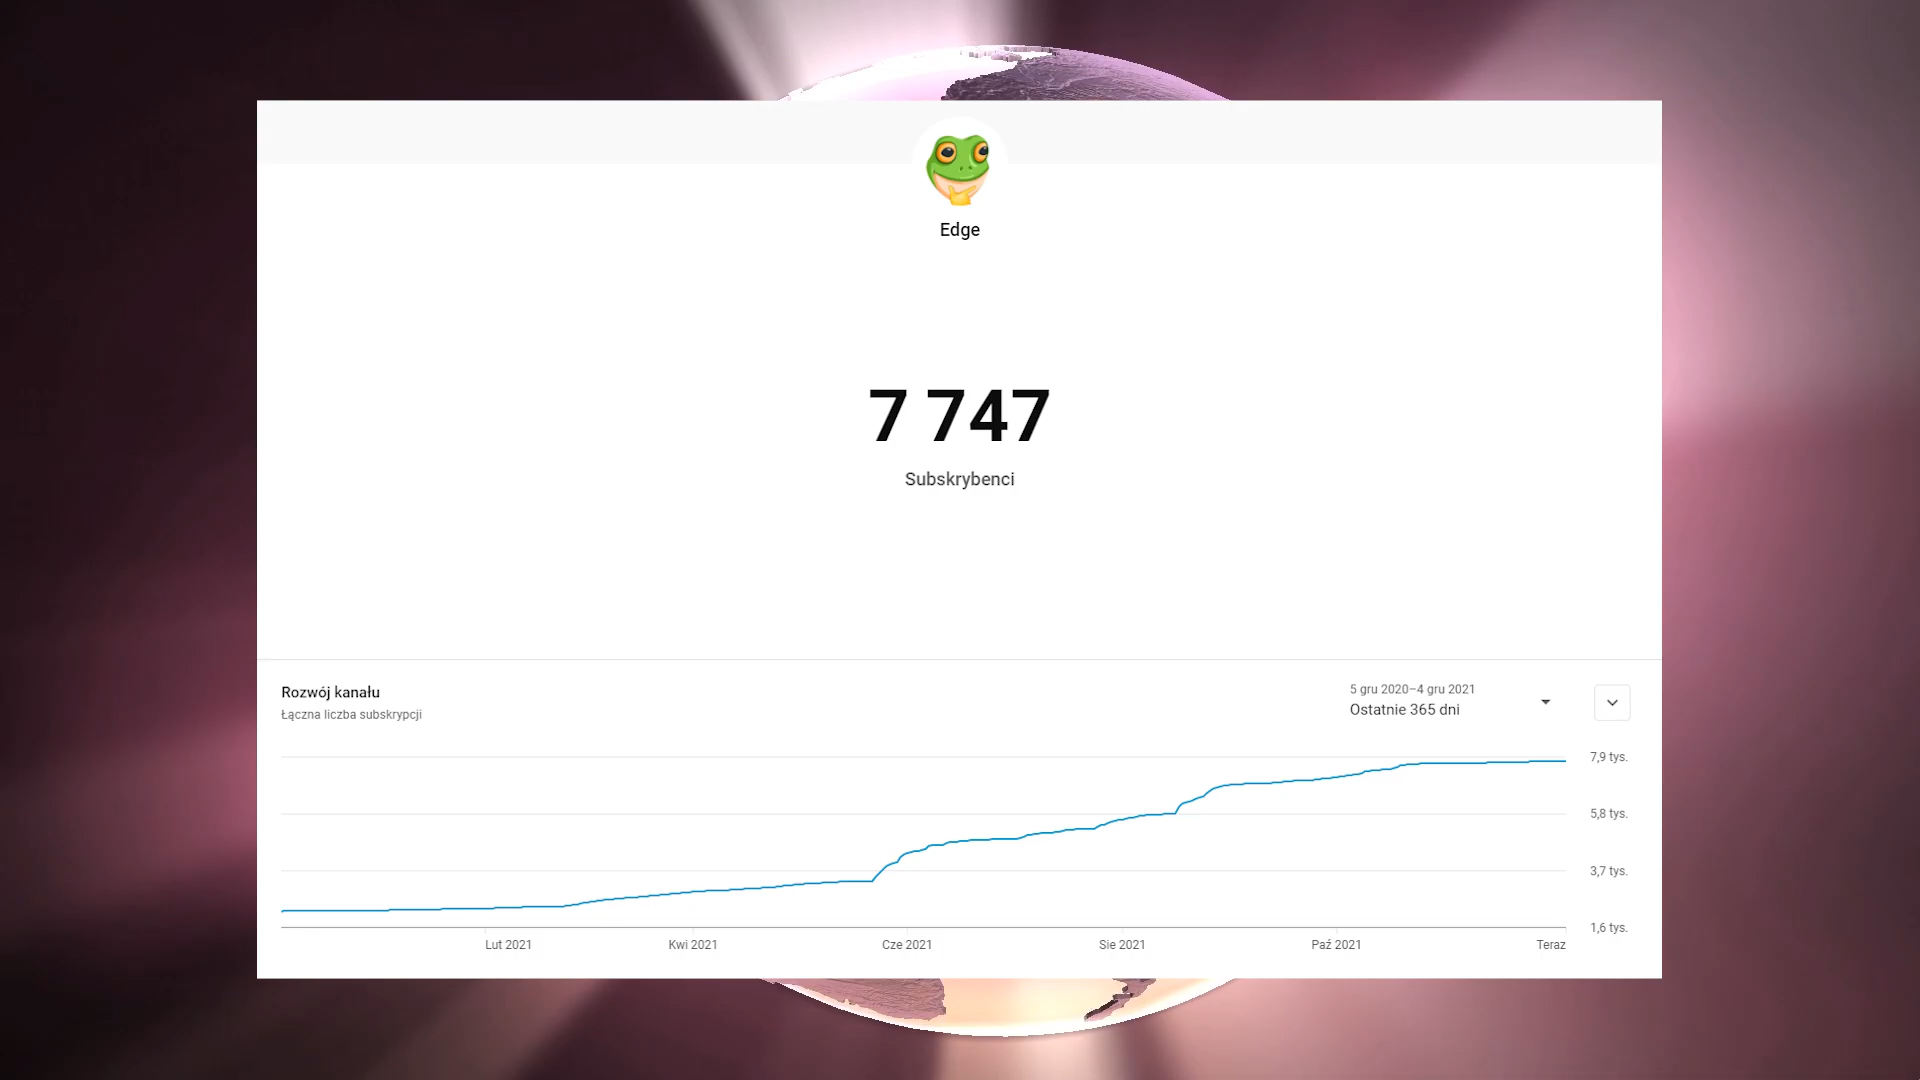 Edge
7 747
Subskrybenci
Rozwój kanału
Łączna liczba subskrypcji
5 gru 2020–4 gru 2021
Ostatnie 365 dni
7,9 tys.
5,8 tys.
3,7 tys.
1,6 tys.
Lut 2021
Kwi 2021
Cze 2021
Sie 2021
Paź 2021
Teraz